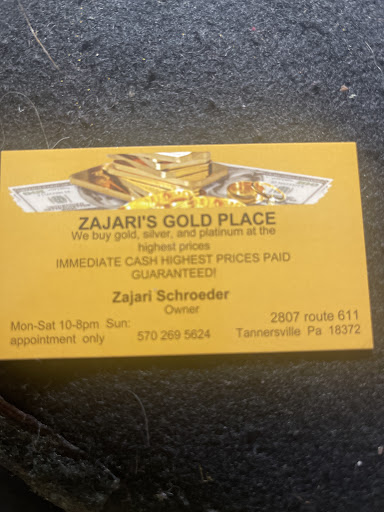 ZAJARI'S GOLD PLACE
We buy gold, silver, and platinum at the
highest prices
IMMEDIATE CASH HIGHEST PRICES PAID
GUARANTEED!
Zajari Schroeder
Owner
Mon-Sat 10-8pm Sun:
appointment only
570 269 5624
2807 route 611
Tannersville Pa 18372